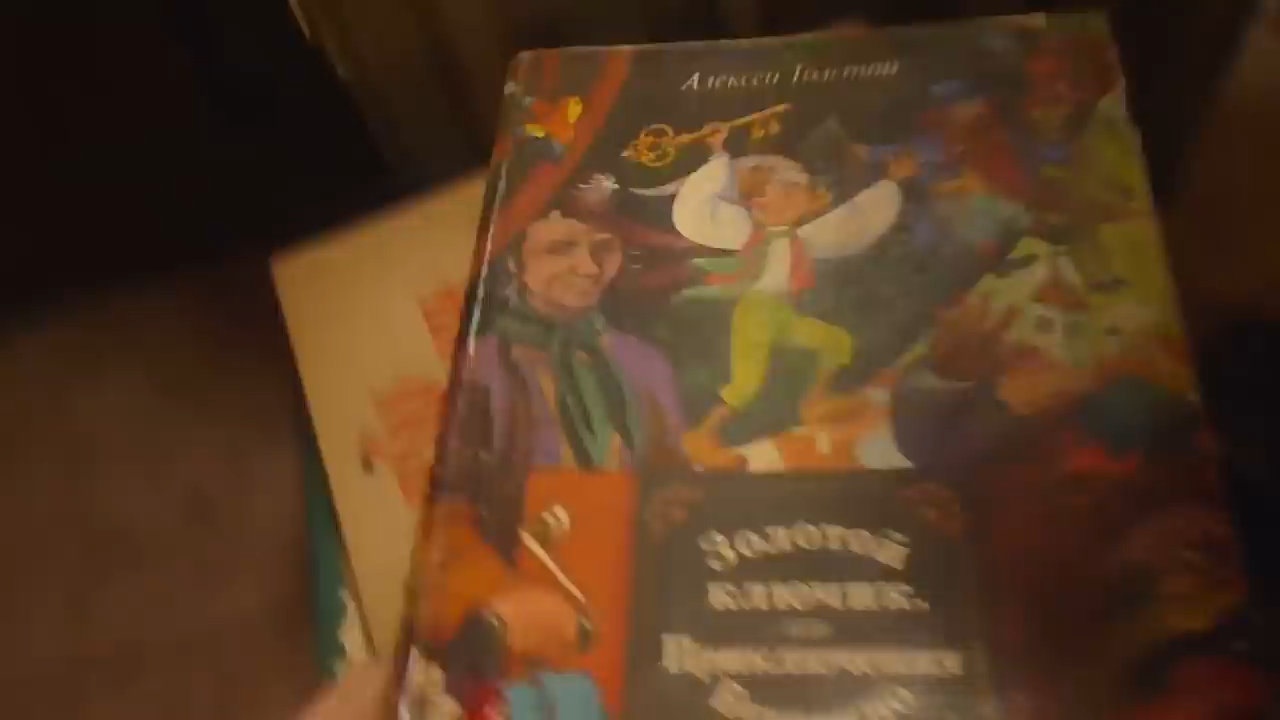 Алексей Толстой
Золотой
ключик,
Приключения